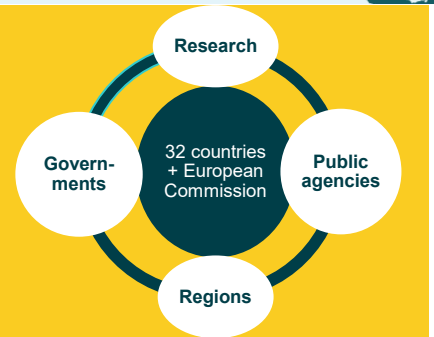 Research
32 countries
+ European
Commission
Govern-
ments
Public
agencies
Regions